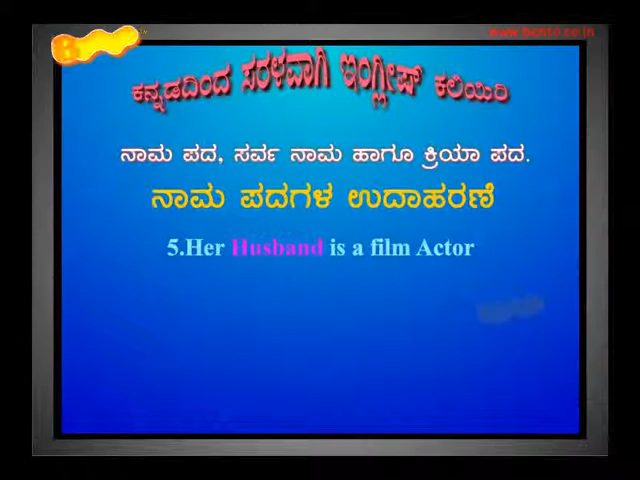 www.bcnto.co.in
ಕನ್ನಡದಿಂದ ಸರಳವಾಗಿ ಇಂಗ್ಲೀಷ್ ಕಲಿಯಿರಿ
ನಾಮ ಪದ, ಸರ್ವ ನಾಮ ಹಾಗೂ ಕ್ರಿಯಾ ಪದ.
ನಾಮ ಪದಗಳ ಉದಾಹರಣೆ
5.Her Husband is a film Actor